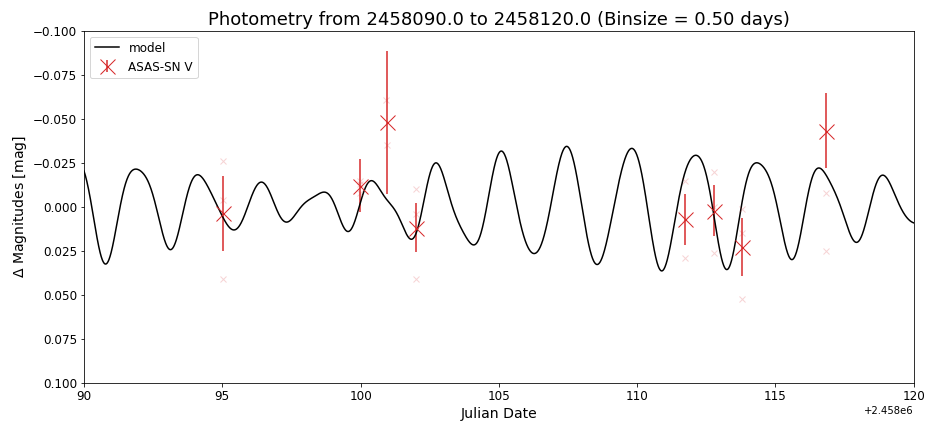 Photometry from 2458090.0 to 2458120.0 (Binsize = 0.50 days)
model
ASAS-SN V
Δ Magnitudes [mag]
−0.100
−0.075
−0.050
−0.025
0.000
0.025
0.050
0.075
0.100
90 95 100 105 110 115 120
Julian Date
+2.458e6